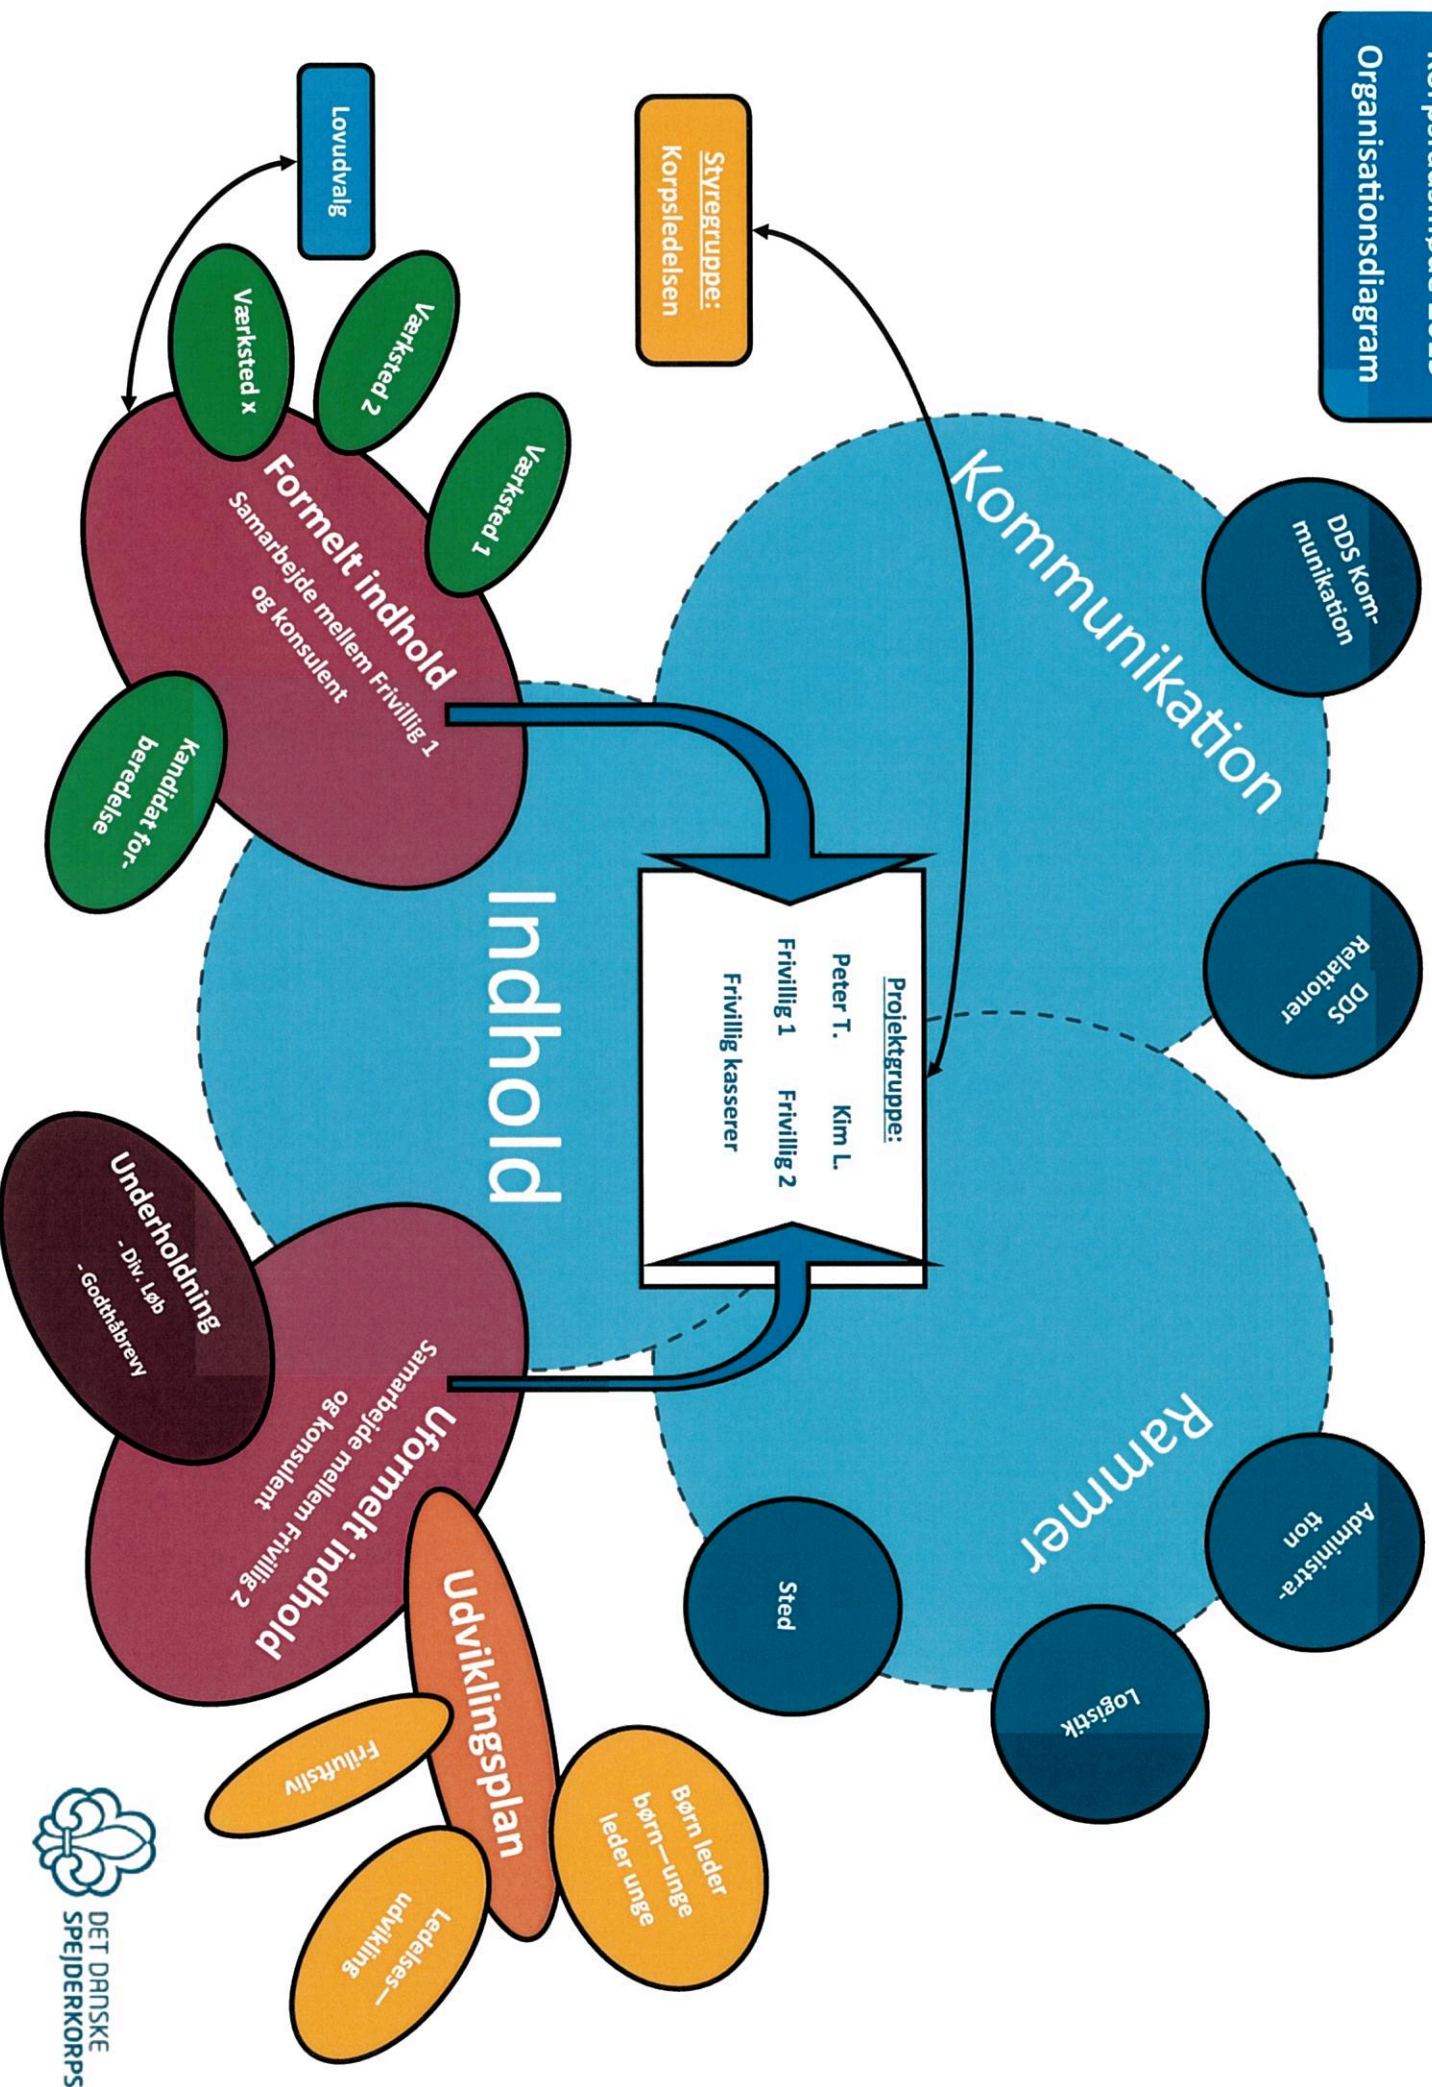 Organisationsdiagram
DDS Kom-
munikation
DDS
Relationer
Administra-
tion
Logistik
Sted
Kommunikation
Rammer
Styregruppe:
Korpsledelsen
Projektgruppe:
Peter T. Kim L.
Frivillig 1 Frivillig 2
Frivillig kasserer
Indhold
Lovudvalg
Værksted 1
Værksted 2
Værksted x
Formelt indhold
Samarbejde mellem Frivillig 1
og konsulent
Kandidat for-
beredelse
Underholdning
- Div. Løb
- Godthåbrevy
Uformelt indhold
Samarbejde mellem Frivillig 2
og konsulent
Udviklingsplan
Børn leder
børn—unge
leder unge
Friluftsliv
Ledelses—
udvikling
DET DANSKE
SPEJDERKORPS